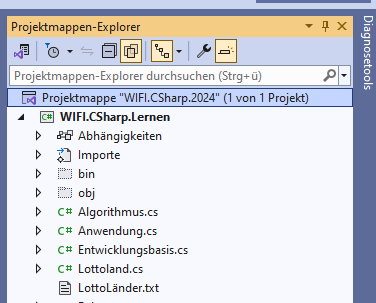 Projektmappen-Explorer
Projektmappen-Explorer durchsuchen (Strg+ü)
Projektmappe "WIFI.CSharp.2024" (1 von 1 Projekt)
C# WIFI.CSharp.Lernen
Abhängigkeiten
Importe
bin
obj
C# Algorithmus.cs
C# Anwendung.cs
C# Entwicklungsbasis.cs
C# Lottoland.cs
LottoLänder.txt
Diagnosetools